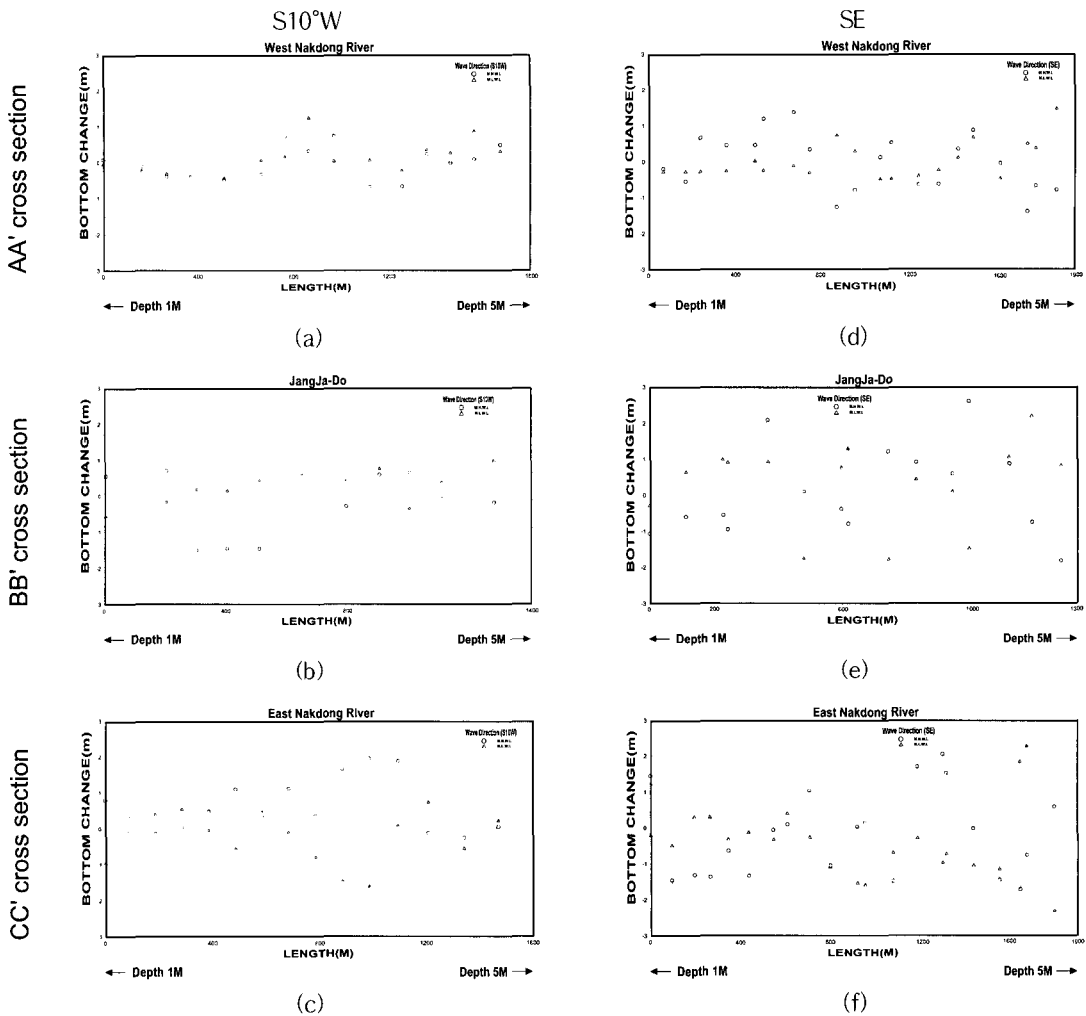 S10°W
SE
AA' cross section
West Nakdong River
BOTTOM CHANGE(m)
Wave Direction (S10W)
M.H.W.L
M.L.W.L
LENGTH(M)
← Depth 1M
Depth 5M →
(a)
West Nakdong River
BOTTOM CHANGE(m)
Wave Direction (SE)
M.H.W.L
M.L.W.L
LENGTH(M)
← Depth 1M
Depth 5M →
(d)
BB' cross section
JangJa-Do
BOTTOM CHANGE(m)
Wave Direction (S10W)
M.H.W.L
M.L.W.L
LENGTH(M)
← Depth 1M
Depth 5M →
(b)
JangJa-Do
BOTTOM CHANGE(m)
Wave Direction (SE)
M.H.W.L
M.L.W.L
200
600
1000
LENGTH(M)
← Depth 1M
Depth 5M →
(e)
CC' cross section
East Nakdong River
BOTTOM CHANGE(m)
Wave Direction (S10W)
M.H.W.L
M.L.W.L
LENGTH(M)
← Depth 1M
Depth 5M →
(c)
East Nakdong River
BOTTOM CHANGE(m)
Wave Direction (SE)
M.H.W.L
M.L.W.L
LENGTH(M)
← Depth 1M
Depth 5M →
(f)